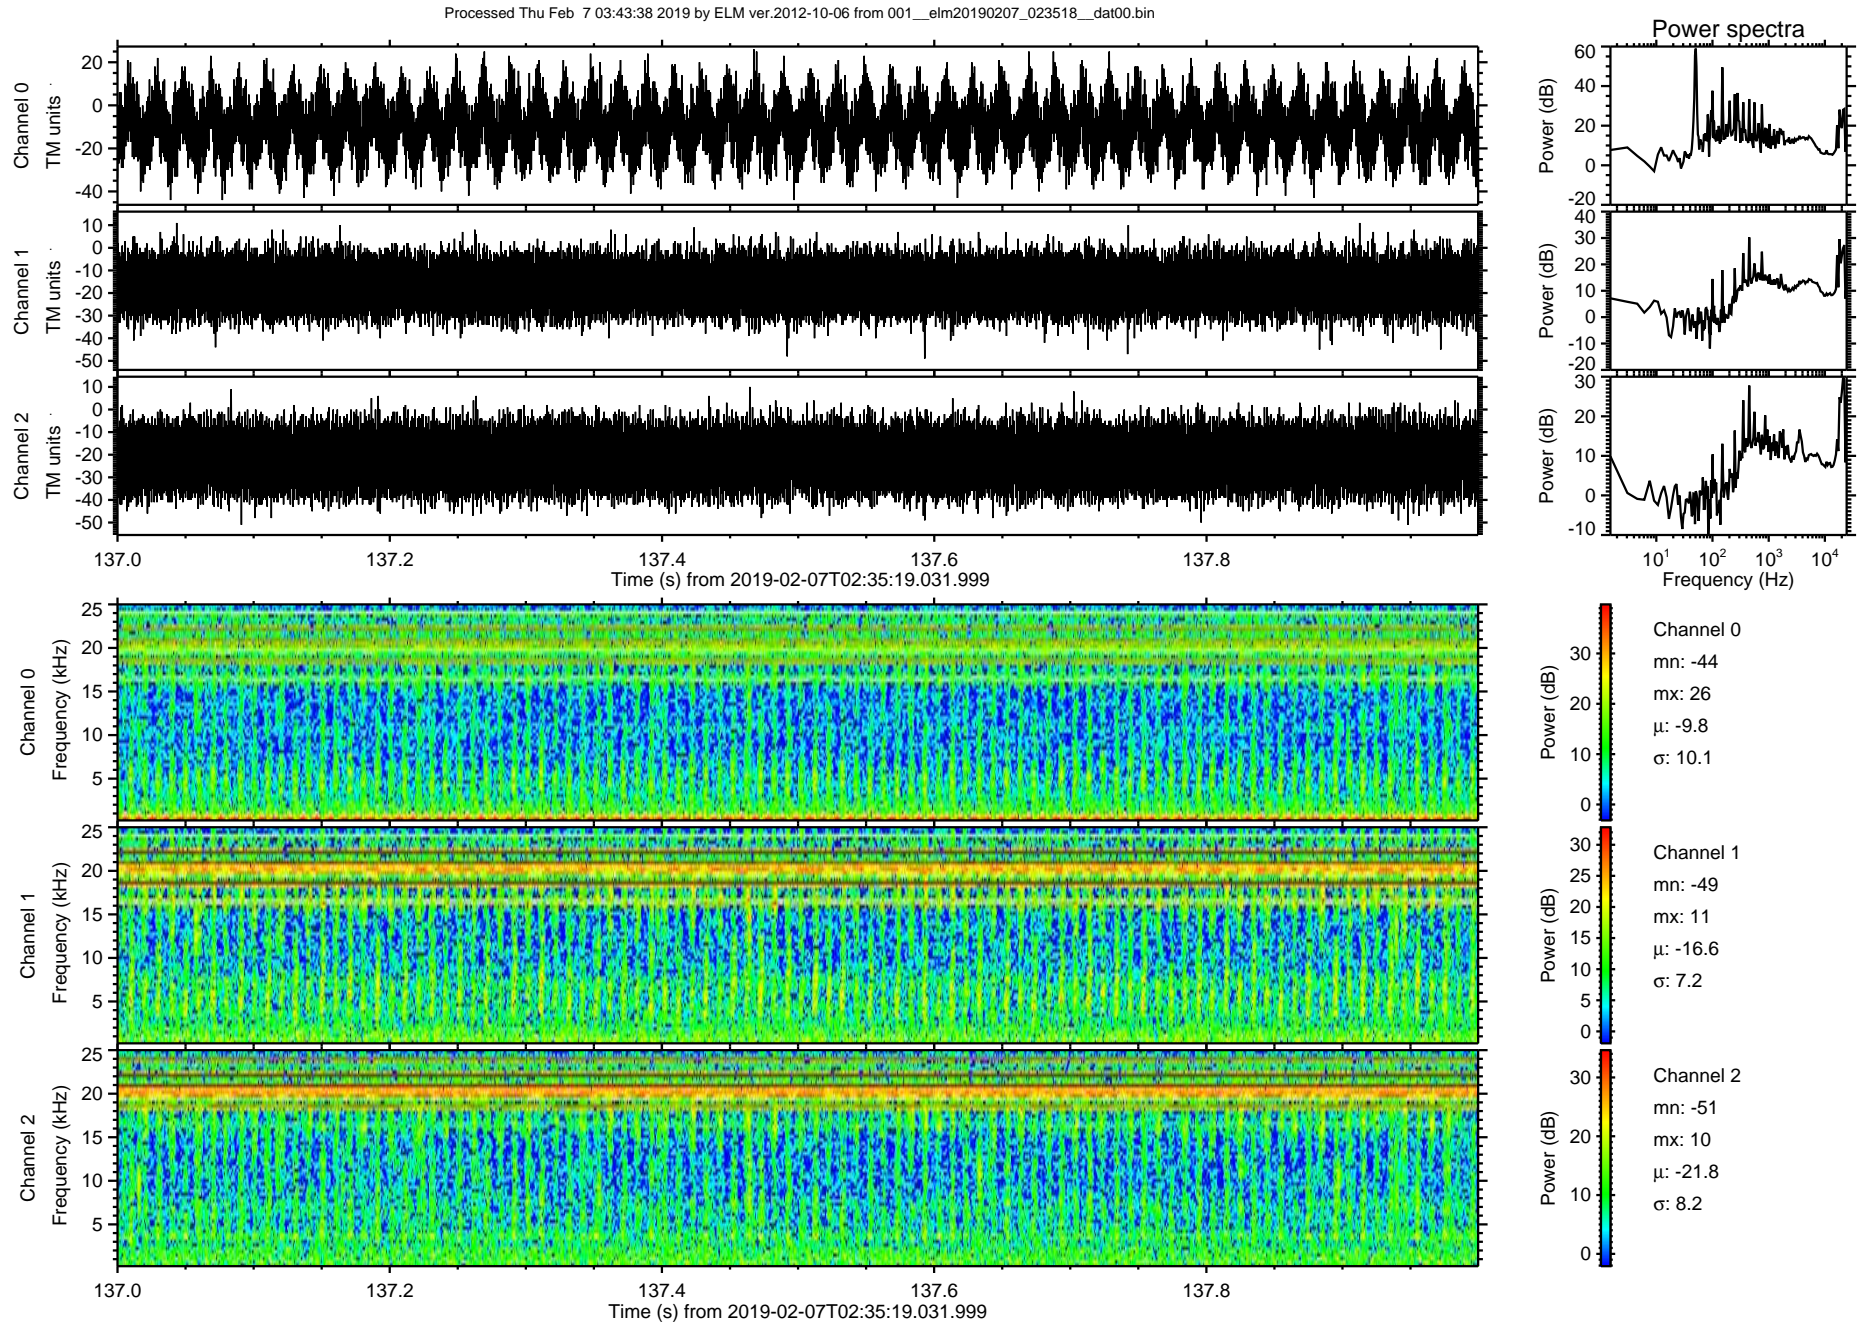 Processed Thu Feb  7 03:43:38 2019 by ELM ver.2012-10-06 from 001__elm20190207_023518__dat00.bin
Power spectra
Channel 0
TM units
20
0
-20
-40
Power (dB)
60
40
20
0
-20
Channel 1
TM units
10
0
-10
-20
-30
-40
-50
Power (dB)
40
30
20
10
0
-10
-20
Channel 2
TM units
10
0
-10
-20
-30
-40
-50
Power (dB)
30
20
10
0
-10
137.0 137.2 137.4 137.6 137.8
Time (s) from 2019-02-07T02:35:19.031.999
10¹ 10² 10³ 10⁴
Frequency (Hz)
Channel 0
Frequency (kHz)
25
20
15
10
5
Power (dB)
30
20
10
0
Channel 0
mn: -44
mx: 26
μ: -9.8
σ: 10.1
Channel 1
Frequency (kHz)
25
20
15
10
5
Power (dB)
30
25
20
15
10
5
0
Channel 1
mn: -49
mx: 11
μ: -16.6
σ: 7.2
Channel 2
Frequency (kHz)
25
20
15
10
5
Power (dB)
30
20
10
0
Channel 2
mn: -51
mx: 10
μ: -21.8
σ: 8.2
137.0 137.2 137.4 137.6 137.8
Time (s) from 2019-02-07T02:35:19.031.999